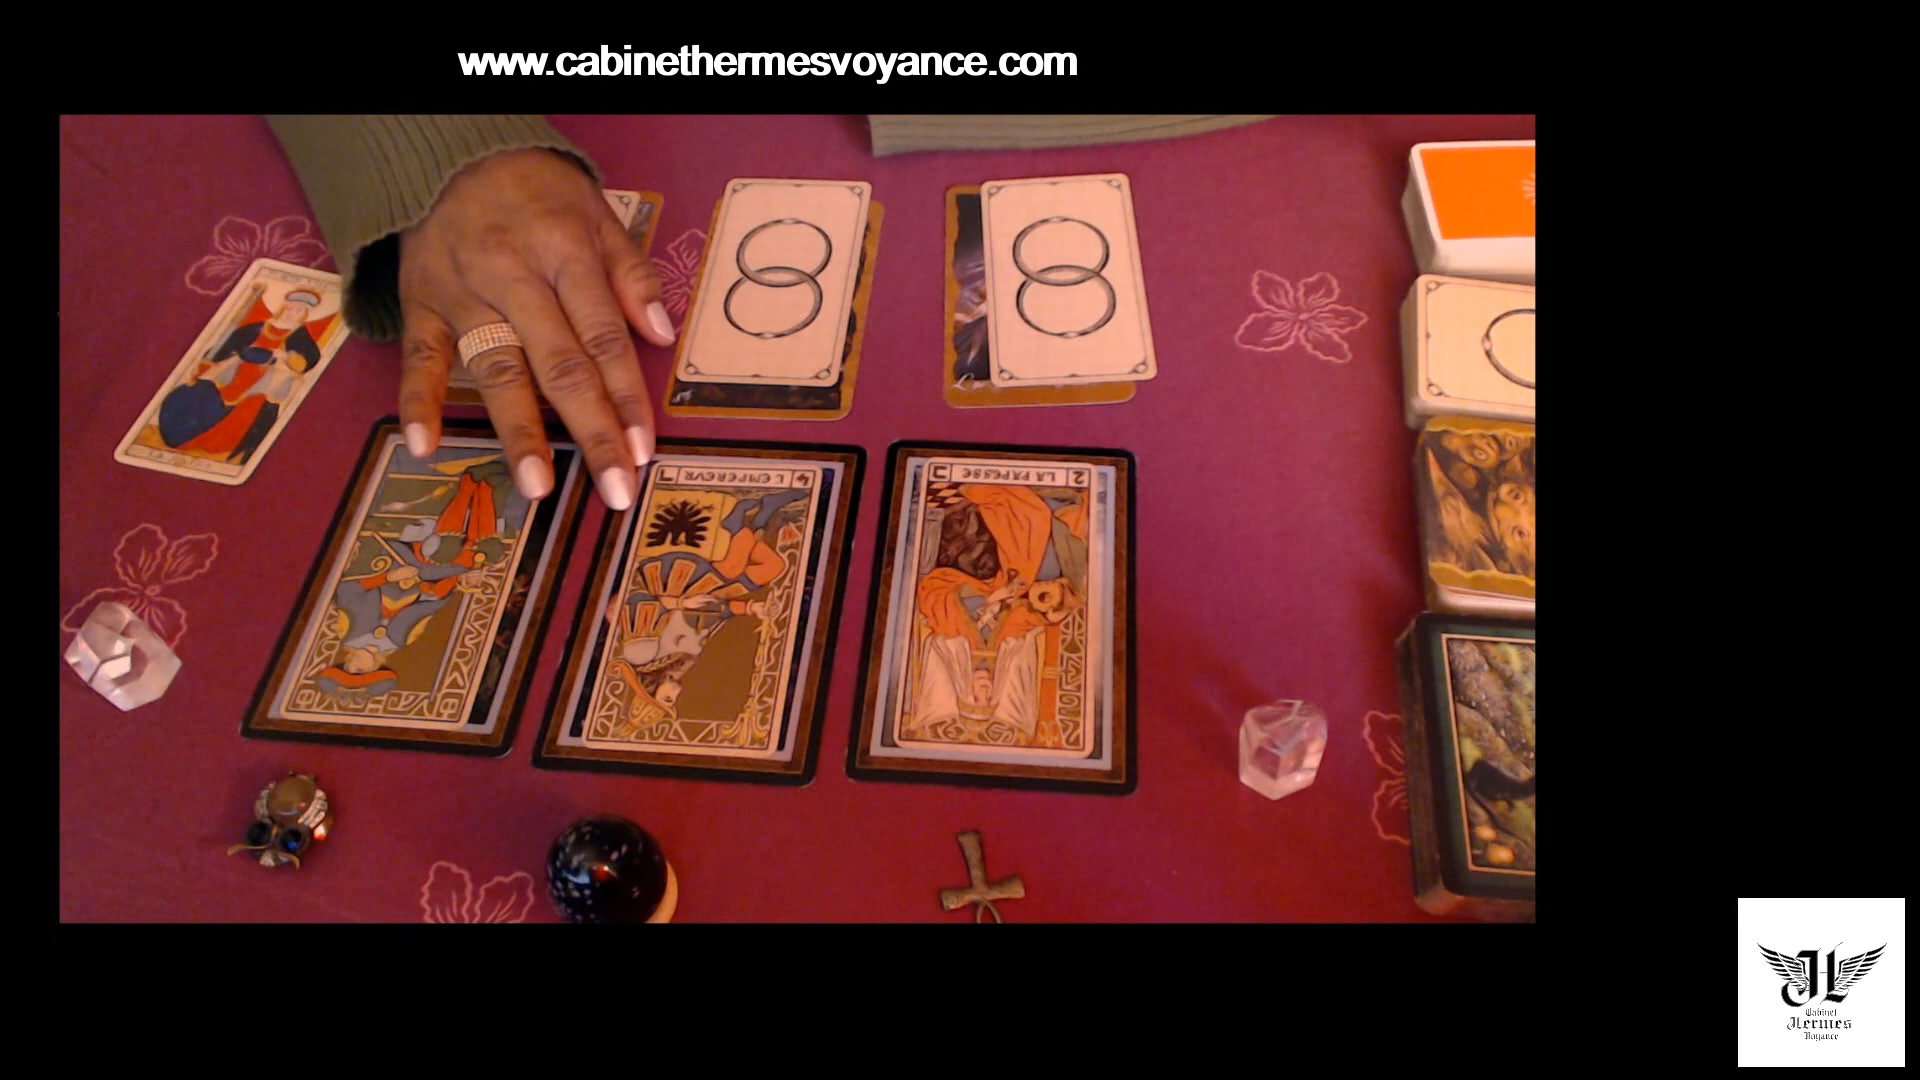 www.cabinethermesvoyance.com
4 L'EMPEREUR
2 LA PAPESSE
Cabinet
Hermes
Voyance